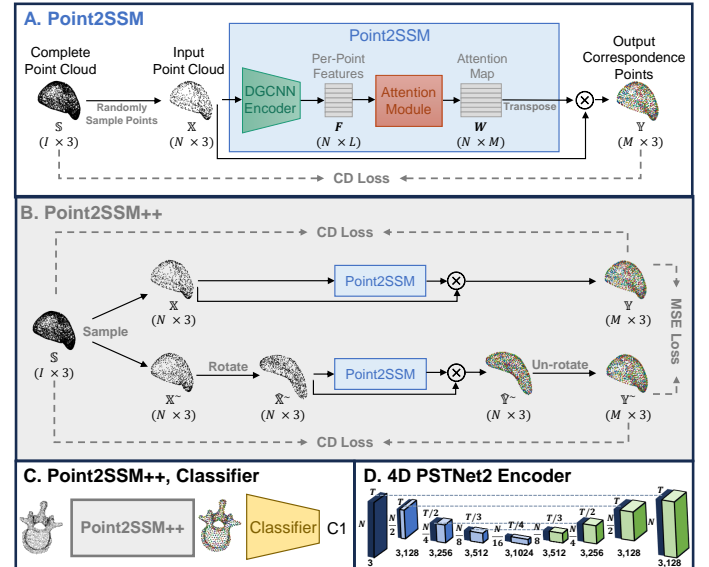 A. Point2SSM
Point2SSM
Complete
Point Cloud
Input
Point Cloud
Per-Point
Features
Attention
Map
Output
Correspondence
Points
Randomly
Sample Points
DGCNN
Encoder
Attention
Module
Transpose
𝕊
(I × 3)
𝕏
(N × 3)
F
(N × L)
W
(N × M)
𝕐
(M × 3)
CD Loss
B. Point2SSM++
CD Loss
Point2SSM
𝕏
(N × 3)
𝕐
(M × 3)
MSE Loss
Sample
𝕊
(I × 3)
Rotate
Point2SSM
Un-rotate
𝕏~
(N × 3)
𝕏̂~
(N × 3)
𝕐̂~
(N × 3)
𝕐~
(M × 3)
CD Loss
C. Point2SSM++, Classifier
Point2SSM++
Classifier
C1
D. 4D PSTNet2 Encoder
T
N
3
T
N/2
3,128
T/2
N/4
3,256
T/3
N/8
3,512
T/4
N/16
3,1024
T/3
N/8
3,512
T/2
N/4
3,256
T
N/2
3,128
T
N
3,128